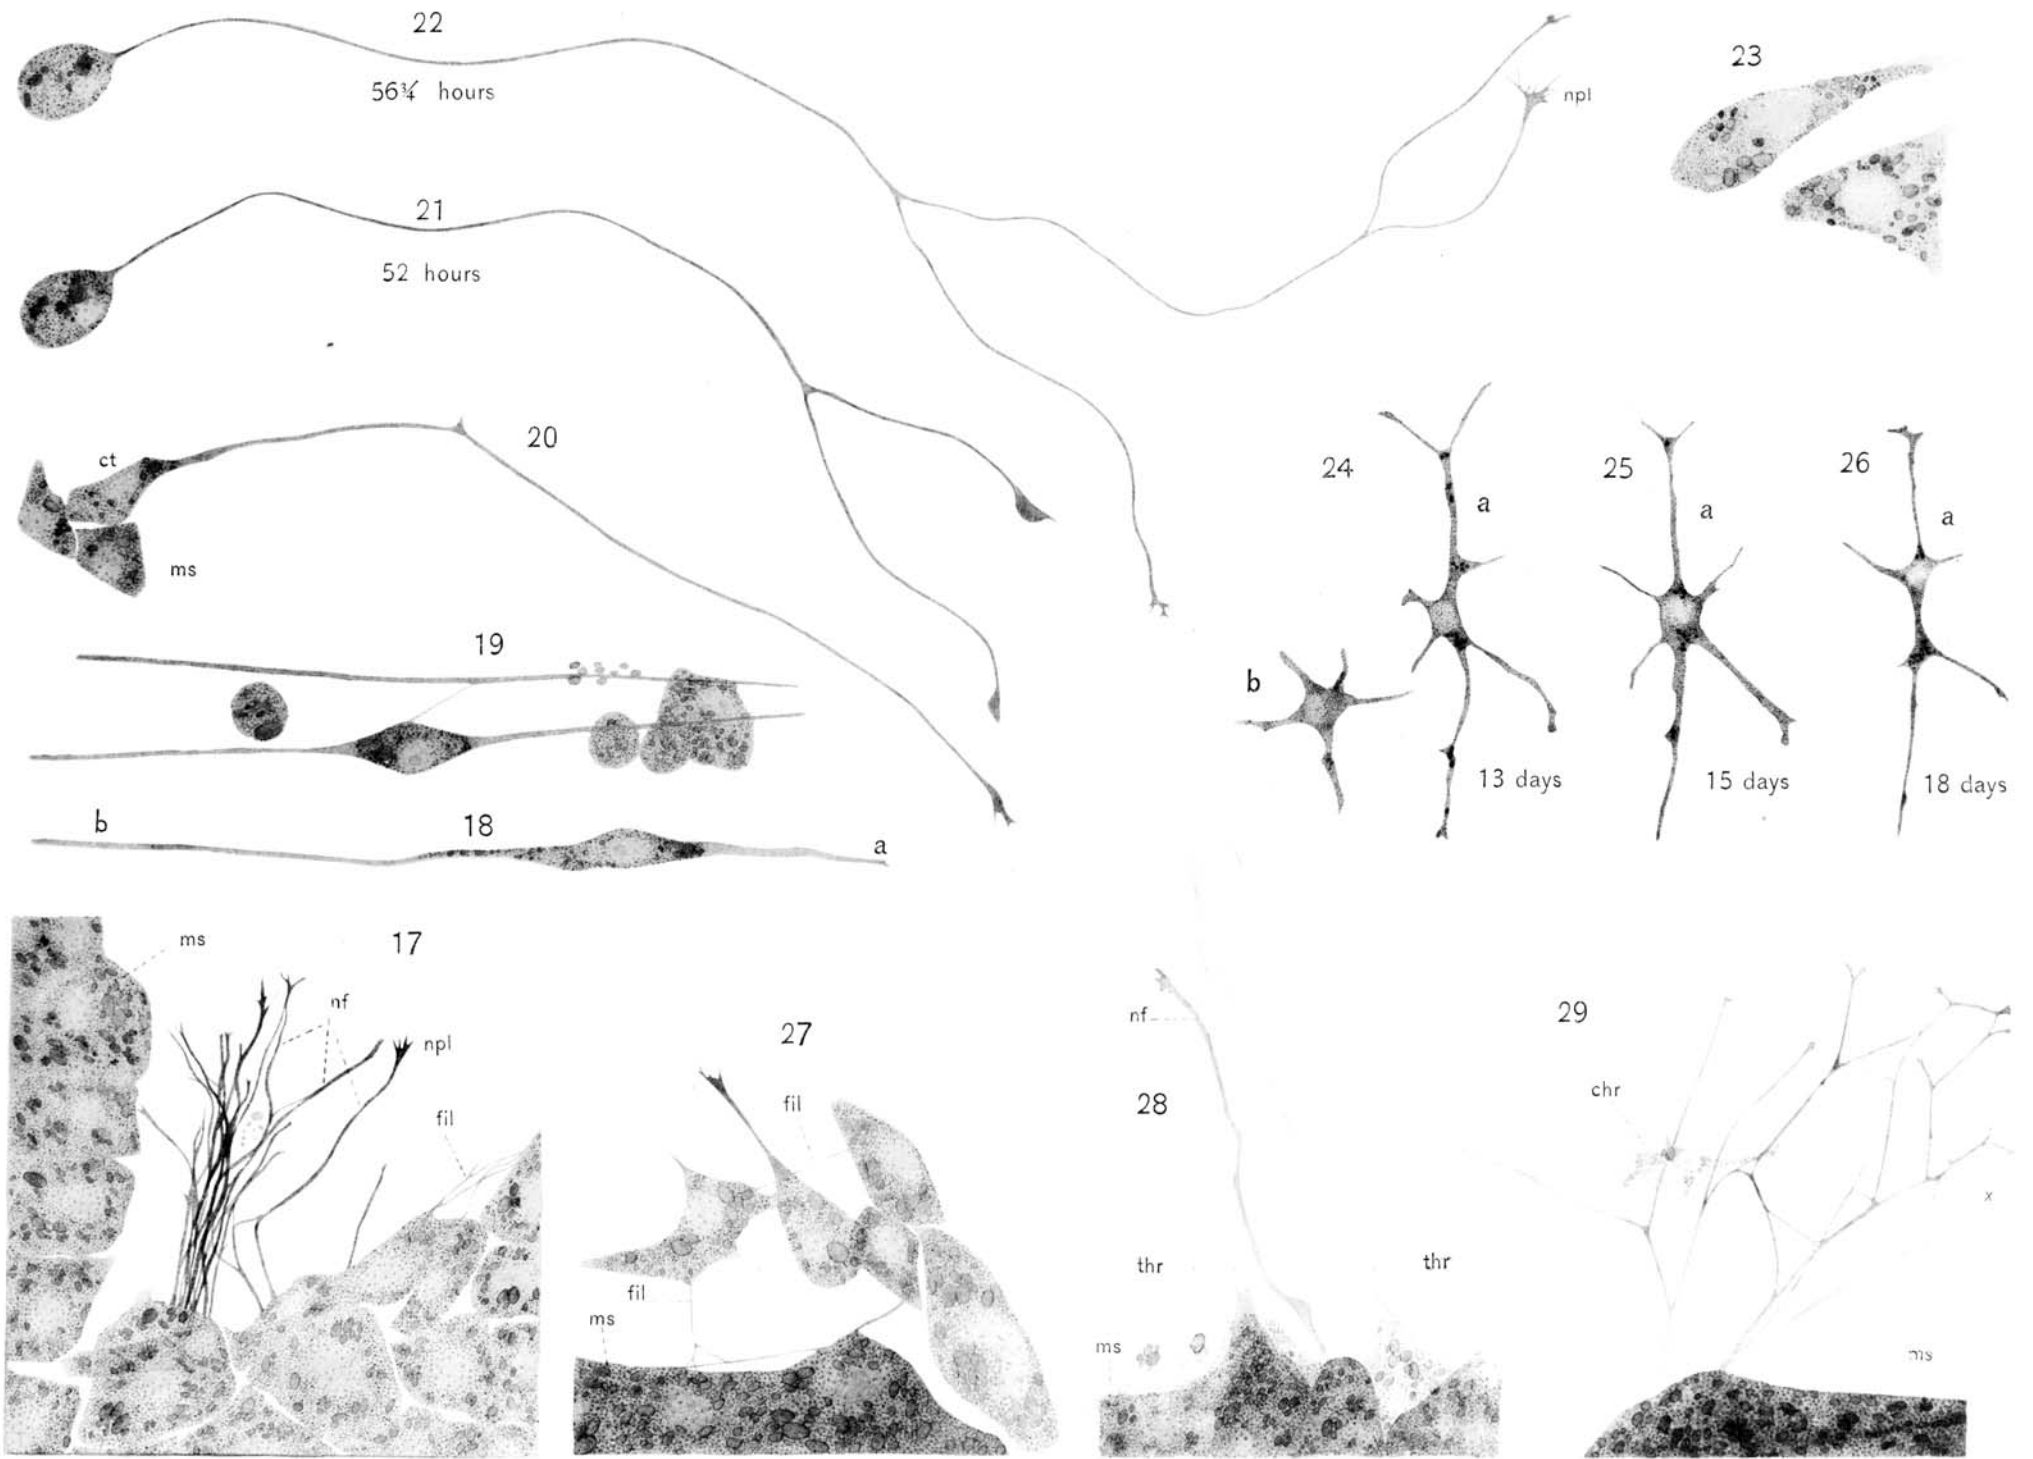 22
56¾ hours
npl
23
21
52 hours
20
ct
ms
24
a
b
13 days
25
a
15 days
26
a
18 days
19
b
18
a
ms
17
nf
npl
fil
27
fil
fil
ms
nf
28
thr
thr
ms
29
chr
x
ms